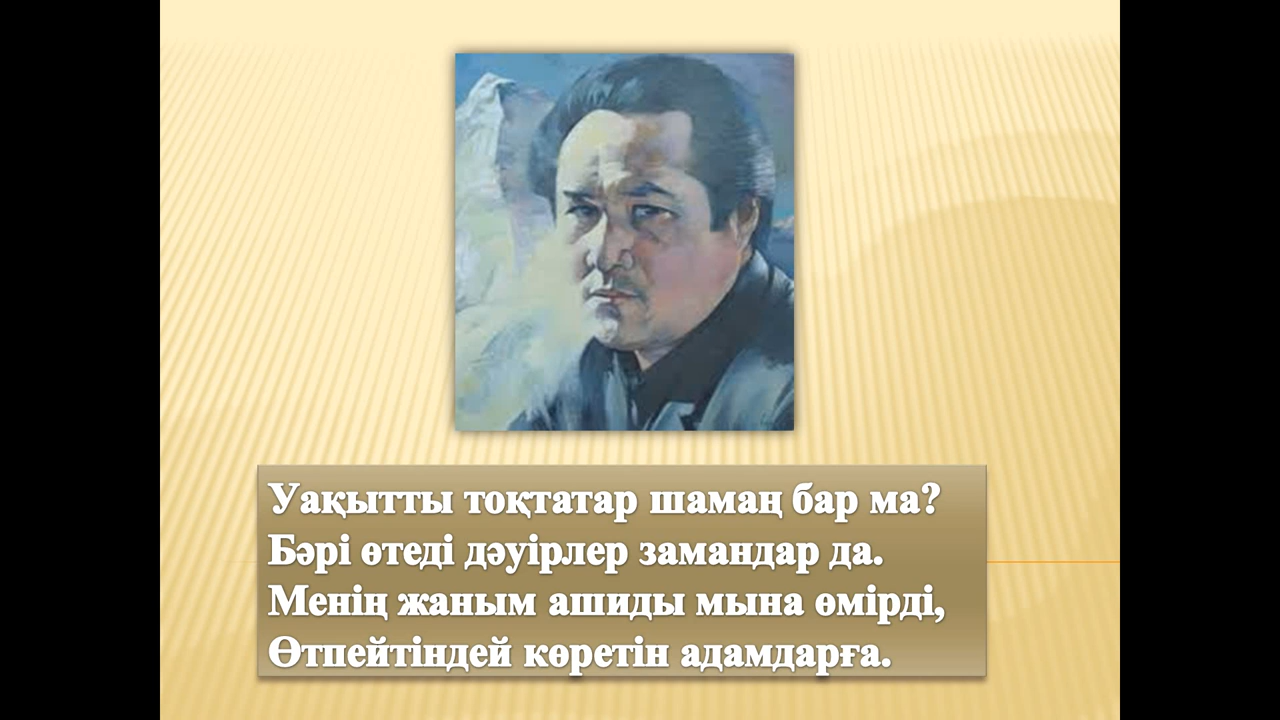 Уақытты тоқтатар шамаң бар ма?
Бәрі өтеді дәуірлер замандар да.
Менің жаным ашиды мына өмірді,
Өтпейтіндей көретін адамдарға.